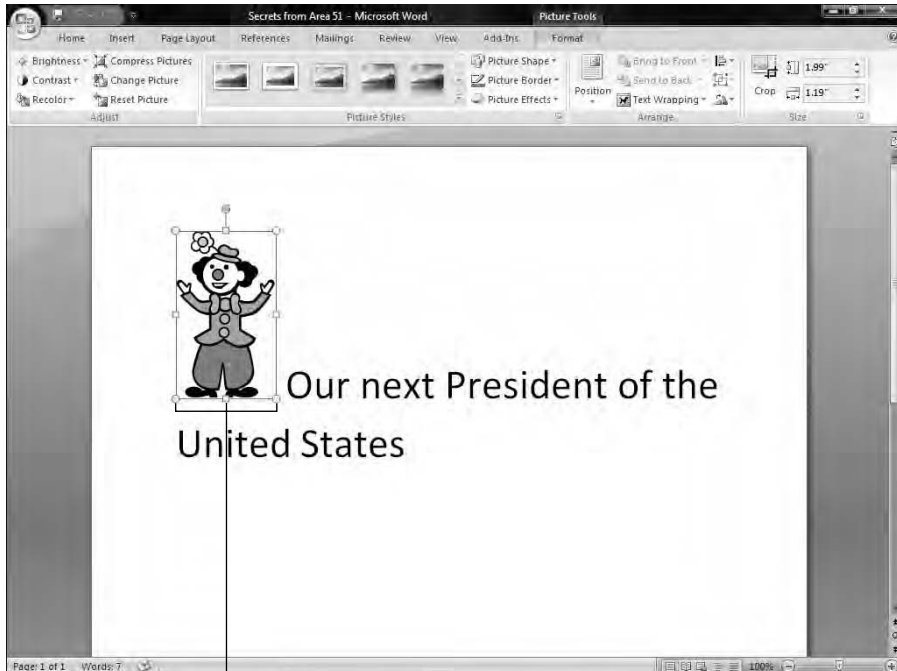 Secrets from Area 51 - Microsoft Word
Picture Tools
Home Insert Page Layout References Mailings Review View Add-Ins Format
Brightness Compress Pictures Picture Shape Bring to Front 1.99"
Contrast Change Picture Picture Border Position Send to Back Crop 1.19"
Recolor Reset Picture Picture Effects Text Wrapping
Adjust Picture Styles Arrange Size
Our next President of the
United States
Page: 1 of 1 Words: 7 100%